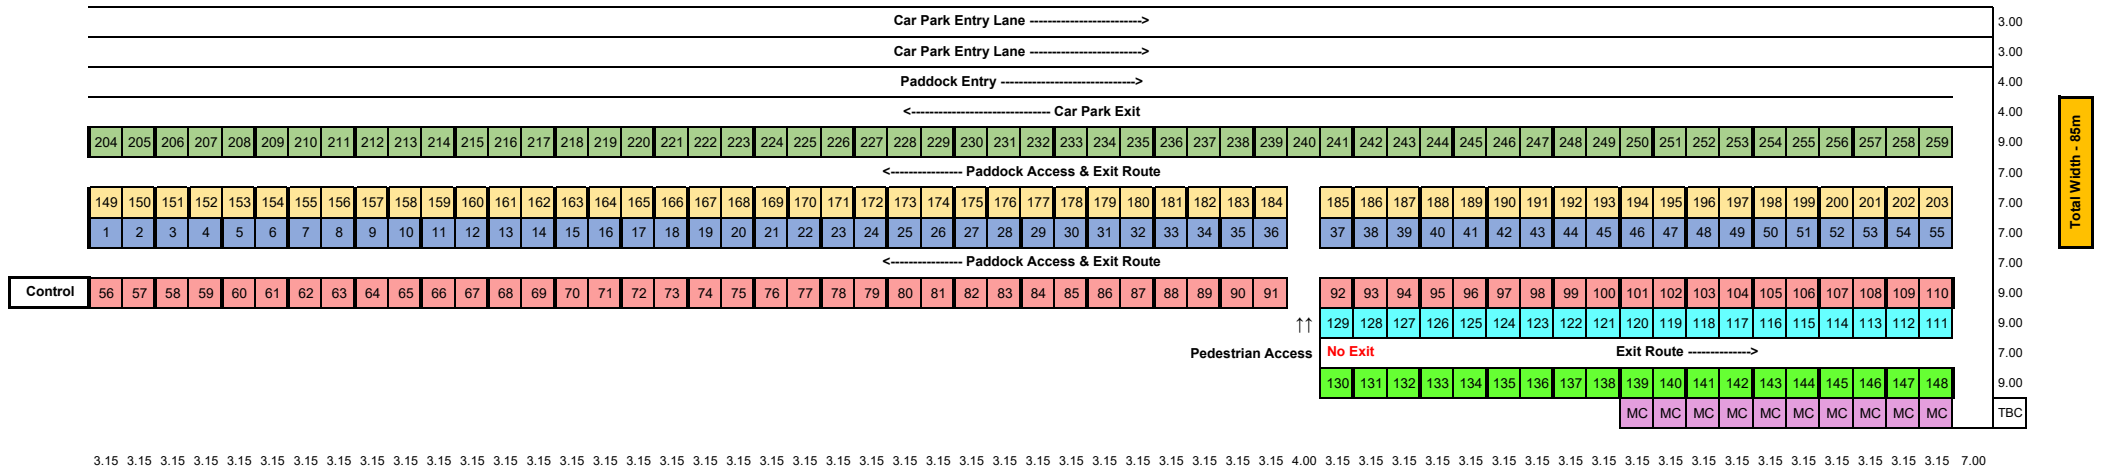 Car Park Entry Lane -------------------------> 3.00
Car Park Entry Lane -------------------------> 3.00
Paddock Entry ------------------------------> 4.00
<------------------------------- Car Park Exit 4.00
204 205 206 207 208 209 210 211 212 213 214 215 216 217 218 219 220 221 222 223 224 225 226 227 228 229 230 231 232 233 234 235 236 237 238 239 240 241 242 243 244 245 246 247 248 249 250 251 252 253 254 255 256 257 258 259 9.00
<---------------- Paddock Access & Exit Route 7.00
149 150 151 152 153 154 155 156 157 158 159 160 161 162 163 164 165 166 167 168 169 170 171 172 173 174 175 176 177 178 179 180 181 182 183 184 185 186 187 188 189 190 191 192 193 194 195 196 197 198 199 200 201 202 203 7.00
1 2 3 4 5 6 7 8 9 10 11 12 13 14 15 16 17 18 19 20 21 22 23 24 25 26 27 28 29 30 31 32 33 34 35 36 37 38 39 40 41 42 43 44 45 46 47 48 49 50 51 52 53 54 55 7.00
Total Width - 85m
<---------------- Paddock Access & Exit Route 7.00
Control 56 57 58 59 60 61 62 63 64 65 66 67 68 69 70 71 72 73 74 75 76 77 78 79 80 81 82 83 84 85 86 87 88 89 90 91 92 93 94 95 96 97 98 99 100 101 102 103 104 105 106 107 108 109 110 9.00
↑↑ 129 128 127 126 125 124 123 122 121 120 119 118 117 116 115 114 113 112 111 9.00
Pedestrian Access No Exit Exit Route --------------> 7.00
130 131 132 133 134 135 136 137 138 139 140 141 142 143 144 145 146 147 148 9.00
MC MC MC MC MC MC MC MC MC MC TBC
3.15 3.15 3.15 3.15 3.15 3.15 3.15 3.15 3.15 3.15 3.15 3.15 3.15 3.15 3.15 3.15 3.15 3.15 3.15 3.15 3.15 3.15 3.15 3.15 3.15 3.15 3.15 3.15 3.15 3.15 3.15 3.15 3.15 3.15 3.15 3.15 4.00 3.15 3.15 3.15 3.15 3.15 3.15 3.15 3.15 3.15 3.15 3.15 3.15 3.15 3.15 3.15 3.15 3.15 3.15 3.15 7.00